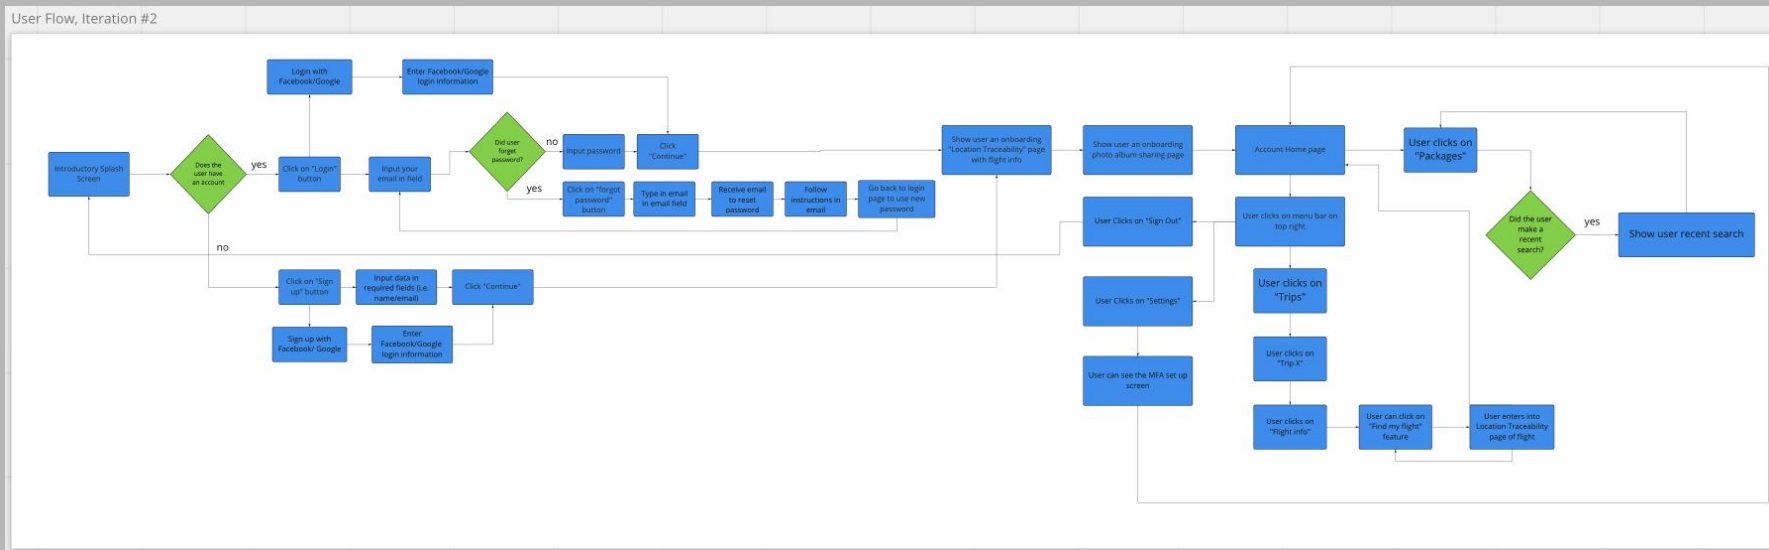 User Flow, Iteration #2
Login with
Facebook/Google
Enter Facebook/Google
login information
Introductory Splash
Screen
Does the
user have
an account
yes
Click on "Login"
button
Input your
email in field
Did user
forget
password?
no
Input password
Click
"Continue"
yes
Click on "forgot
password"
button
Type in email
in email field
Receive email
to reset
password
Follow
instructions in
email
Go back to login
page to use new
password
Show user an onboarding
"Location Traceability" page
with flight info
Show user an onboarding
photo album sharing page
Account Home page
User clicks on
"Packages"
Did the user
make a
recent
search?
yes
Show user recent search
no
Click on "Sign
up" button
Input data in
required fields (i.e.
name/email)
Click "Continue"
Sign up with
Facebook/ Google
Enter
Facebook/Google
login information
User Clicks on "Sign Out"
User clicks on menu bar on
top right
User Clicks on "Settings"
User clicks on
"Trips"
User can see the MFA set up
screen
User clicks on
"Trip X"
User clicks on
"Flight info"
User can click on
"Find my flight"
feature
User enters into
Location Traceability
page of flight